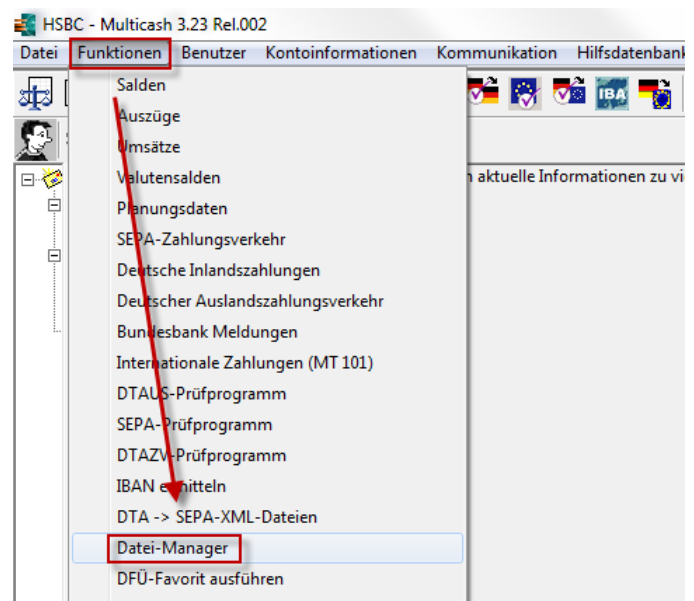 HSBC - Multicash 3.23 Rel.002
Datei Funktionen Benutzer Kontoinformationen Kommunikation Hilfsdatenbank
IBA
Salden
Auszüge
Umsätze
Valutensalden
aktuelle Informationen zu vi
Planungsdaten
SEPA-Zahlungsverkehr
Deutsche Inlandszahlungen
Deutscher Auslandszahlungsverkehr
Bundesbank Meldungen
Internationale Zahlungen (MT 101)
DTAUS-Prüfprogramm
SEPA-Prüfprogramm
DTAZV-Prüfprogramm
IBAN ermitteln
DTA -> SEPA-XML-Dateien
Datei-Manager
DFÜ-Favorit ausführen